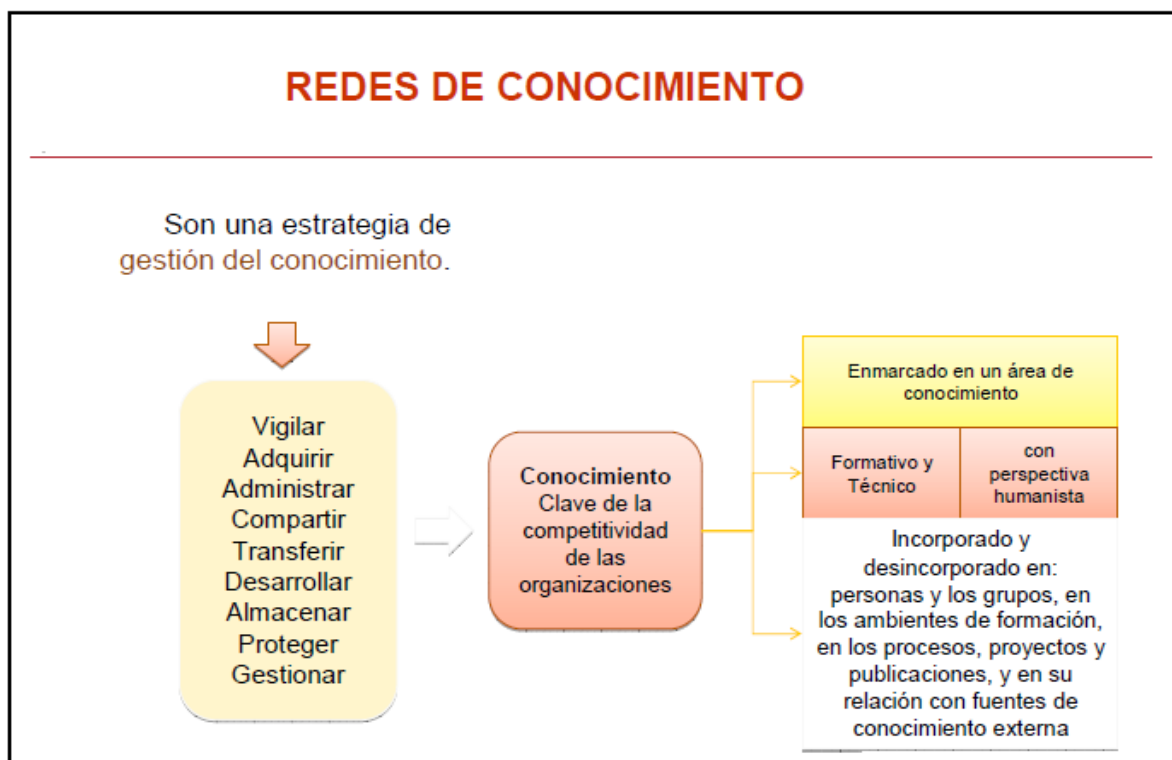 REDES DE CONOCIMIENTO
Son una estrategia de
gestión del conocimiento.
Vigilar
Adquirir
Administrar
Compartir
Transferir
Desarrollar
Almacenar
Proteger
Gestionar
Conocimiento
Clave de la
competitividad
de las
organizaciones
Enmarcado en un área de
conocimiento
Formativo y
Técnico
con
perspectiva
humanista
Incorporado y
desincorporado en:
personas y los grupos, en
los ambientes de formación,
en los procesos, proyectos y
publicaciones, y en su
relación con fuentes de
conocimiento externa